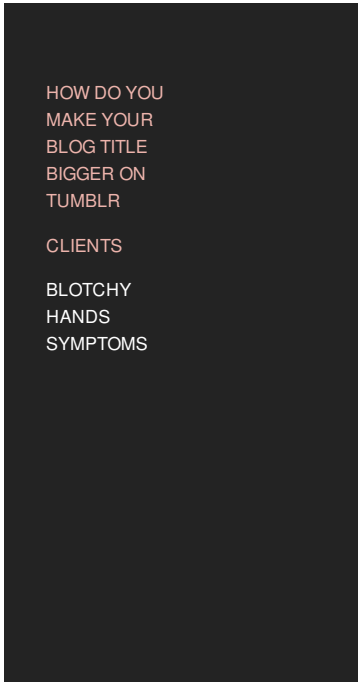 HOW DO YOU
MAKE YOUR
BLOG TITLE
BIGGER ON
TUMBLR
CLIENTS
BLOTCHY
HANDS
SYMPTOMS